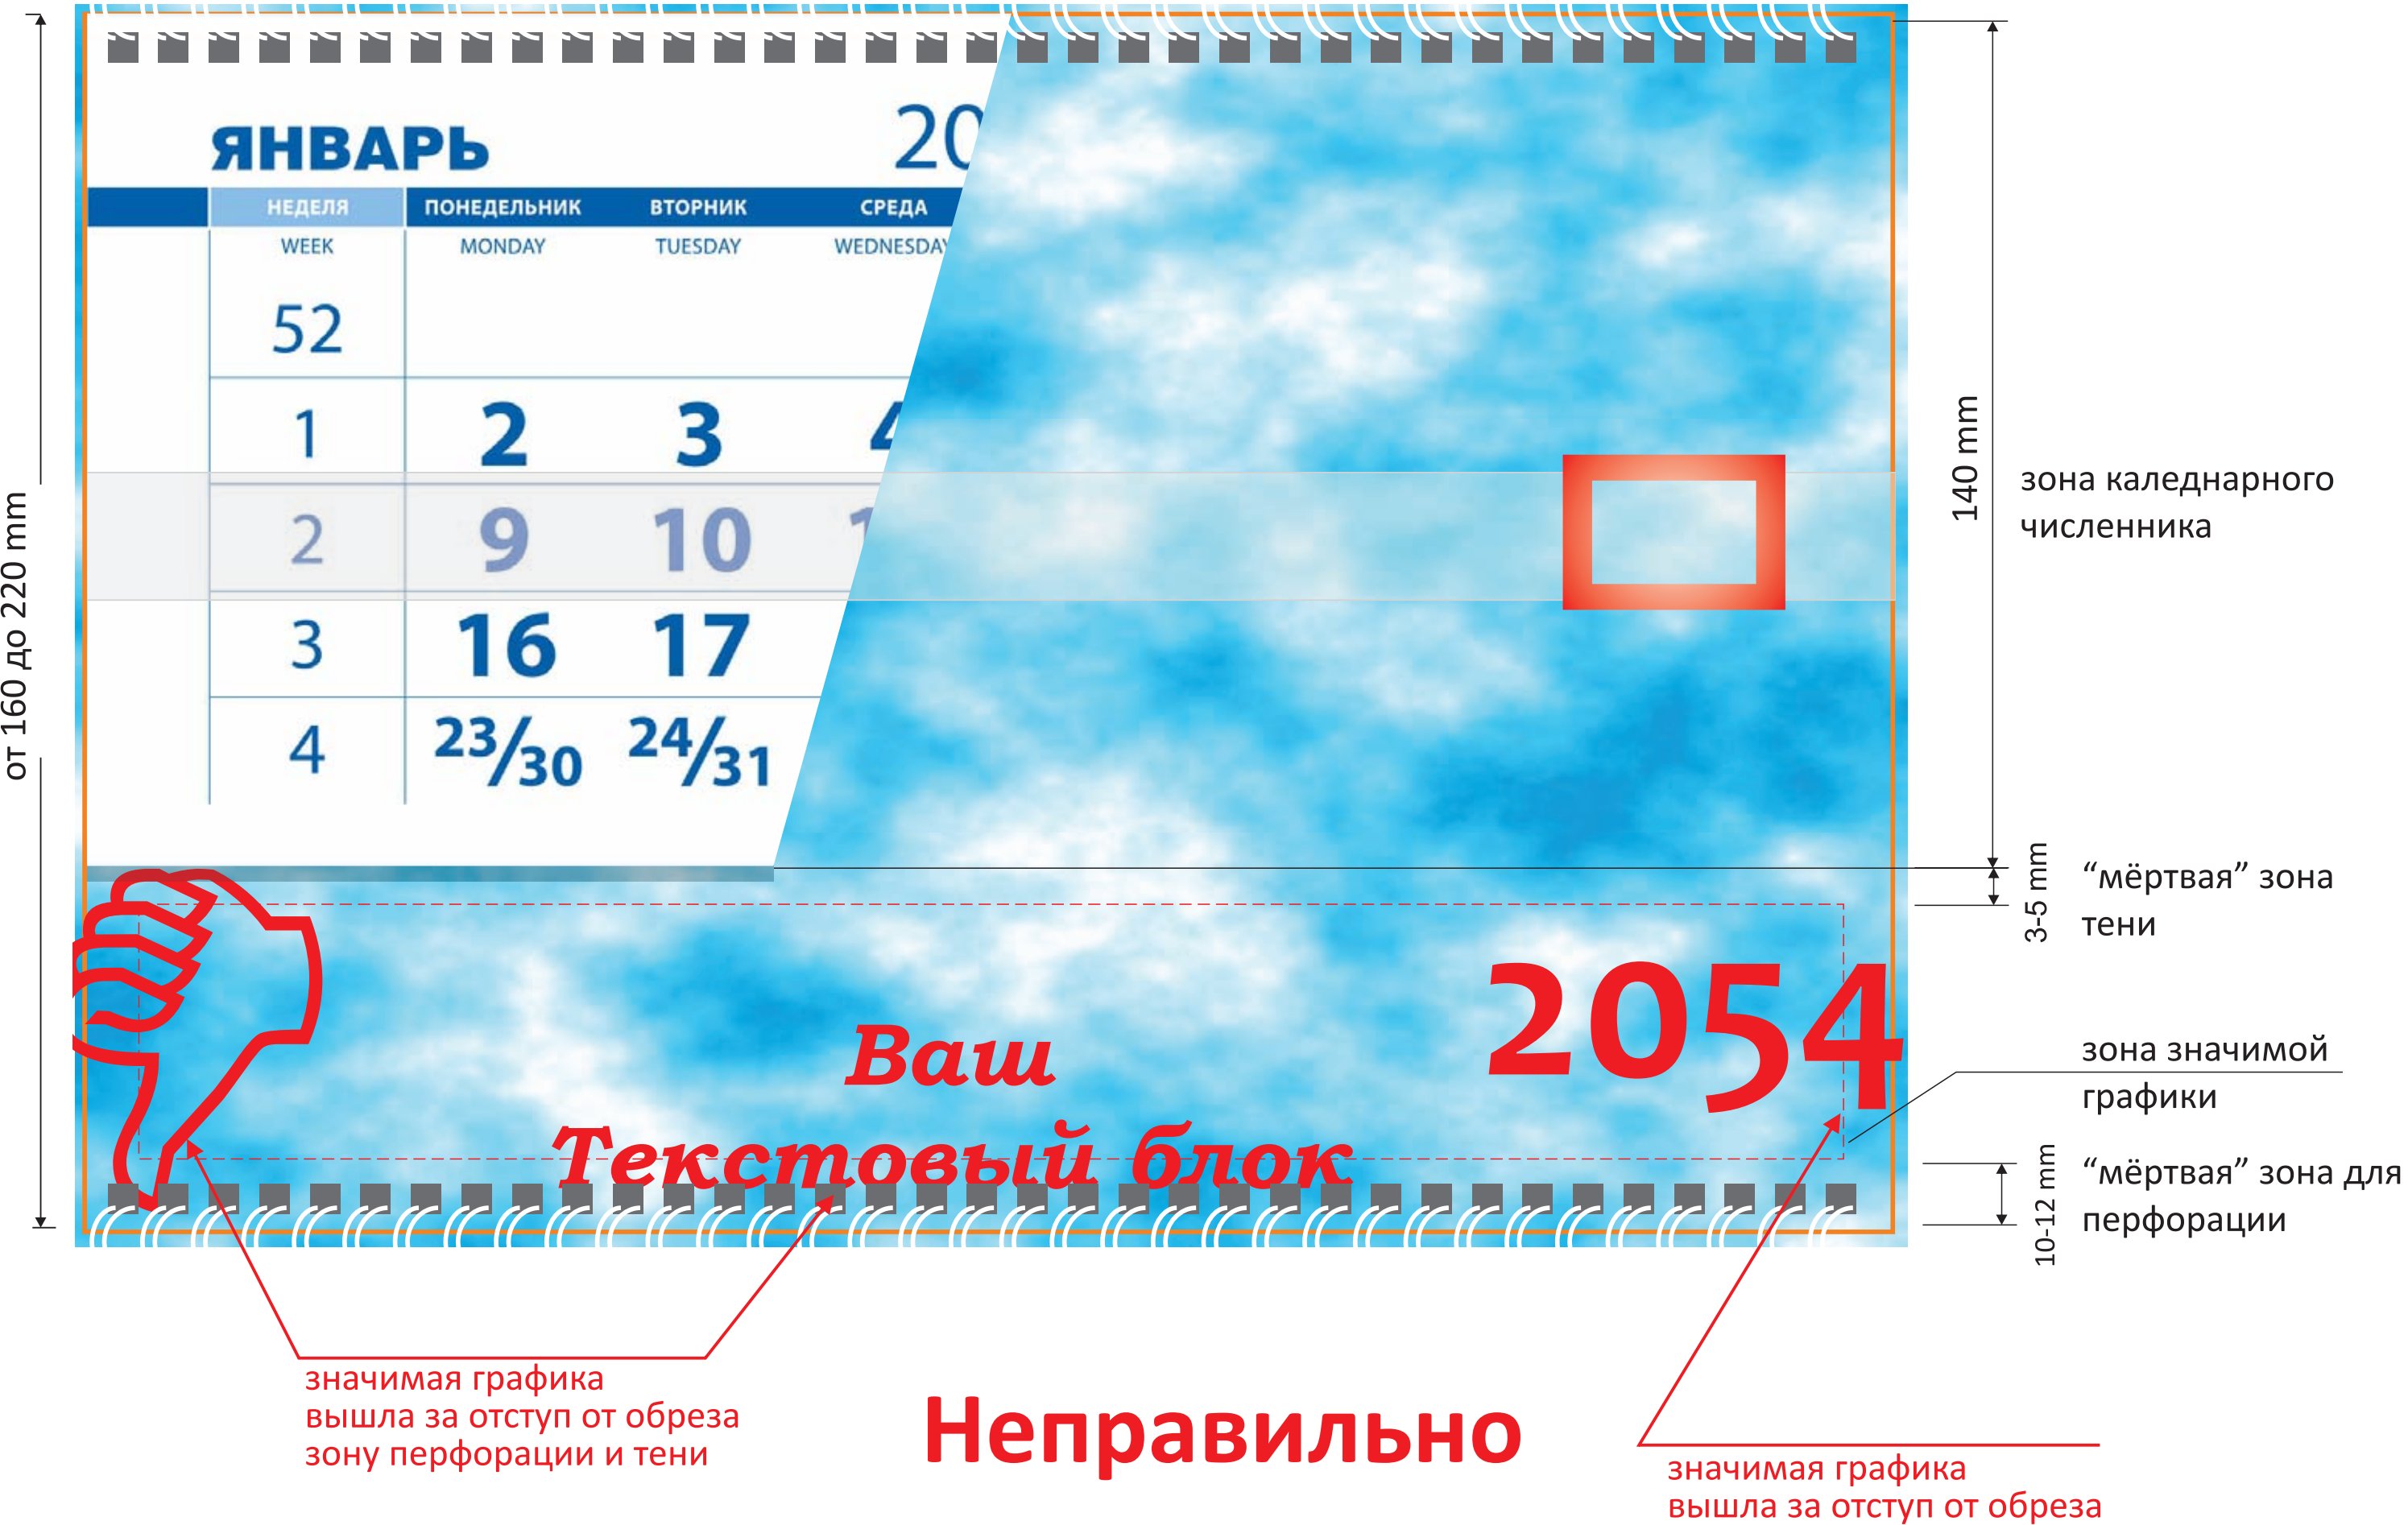 ЯНВАРЬ 20
НЕДЕЛЯ ПОНЕДЕЛЬНИК ВТОРНИК СРЕДА
WEEK MONDAY TUESDAY WEDNESDAY
52
1 2 3 4
2 9 10 1
3 16 17
4 23/30 24/31
от 160 до 220 mm
140 mm
зона каледнарного
численника
3-5 mm
“мёртвая” зона
тени
2054
Ваш
Текстовый блок
зона значимой
графики
10-12 mm
“мёртвая” зона для
перфорации
значимая графика
вышла за отступ от обреза
зону перфорации и тени
Неправильно
значимая графика
вышла за отступ от обреза